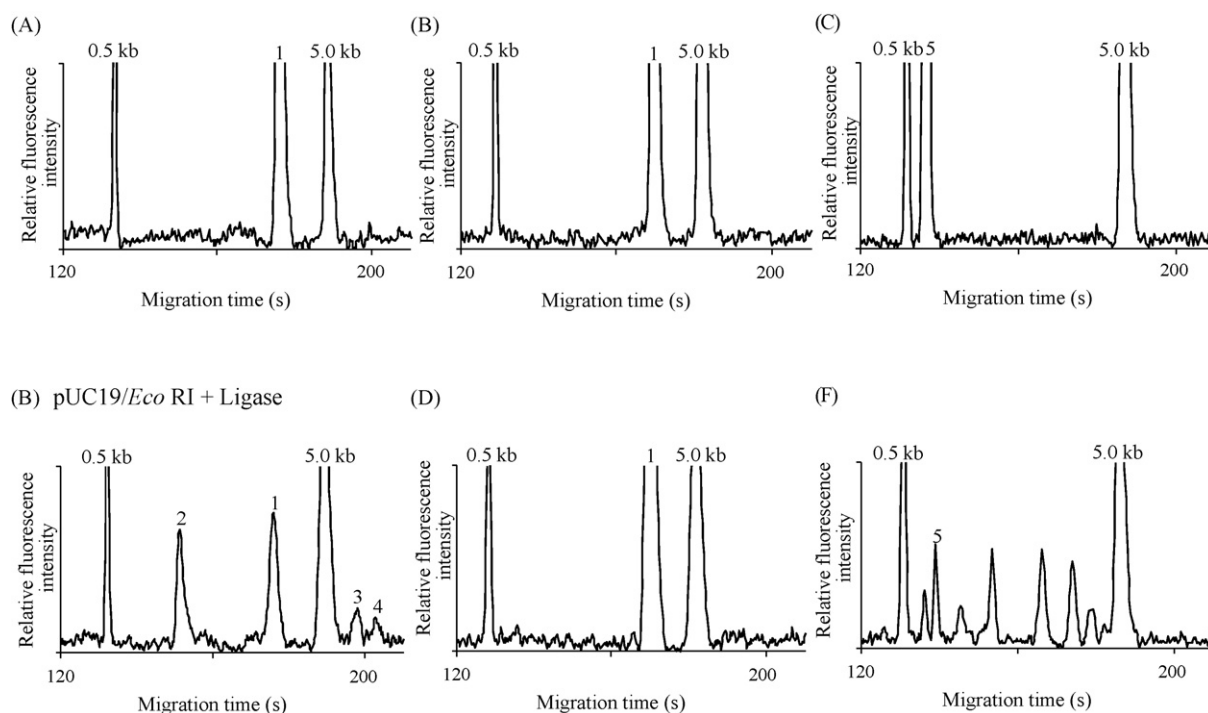 (A)
0.5 kb 1 5.0 kb
Relative fluorescence
intensity
120 200
Migration time (s)
(B)
0.5 kb 1 5.0 kb
Relative fluorescence
intensity
120 200
Migration time (s)
(C)
0.5 kb 5 5.0 kb
Relative fluorescence
intensity
120 200
Migration time (s)
(B) pUC19/Eco RI + Ligase
0.5 kb 2 1 5.0 kb 3 4
Relative fluorescence
intensity
120 200
Migration time (s)
(D)
0.5 kb 1 5.0 kb
Relative fluorescence
intensity
120 200
Migration time (s)
(F)
0.5 kb 5 5.0 kb
Relative fluorescence
intensity
120 200
Migration time (s)